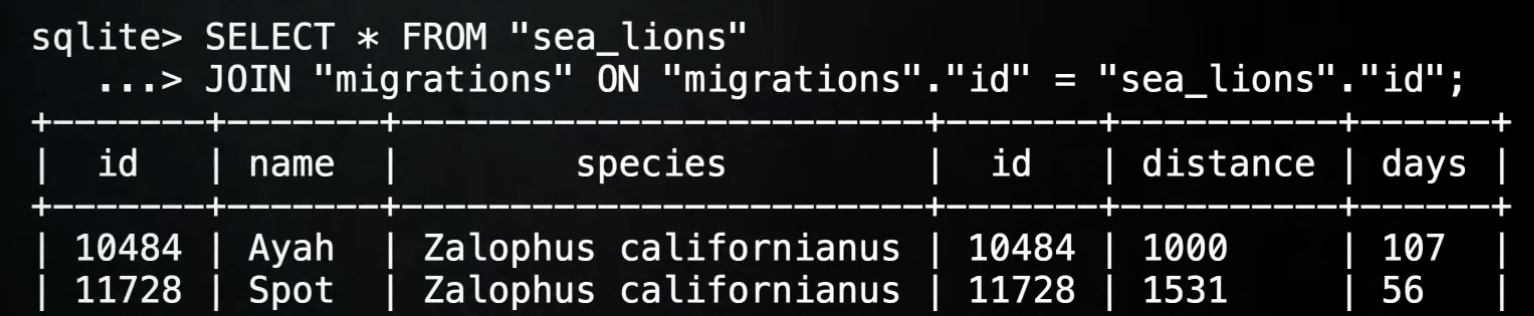 sqlite> SELECT * FROM "sea_lions"
   ...> JOIN "migrations" ON "migrations"."id" = "sea_lions"."id";
+-------+-------+------------------------+-------+----------+------+
|  id   | name  |        species         |  id   | distance | days |
+-------+-------+------------------------+-------+----------+------+
| 10484 | Ayah  | Zalophus californianus | 10484 | 1000     | 107  |
| 11728 | Spot  | Zalophus californianus | 11728 | 1531     | 56   |